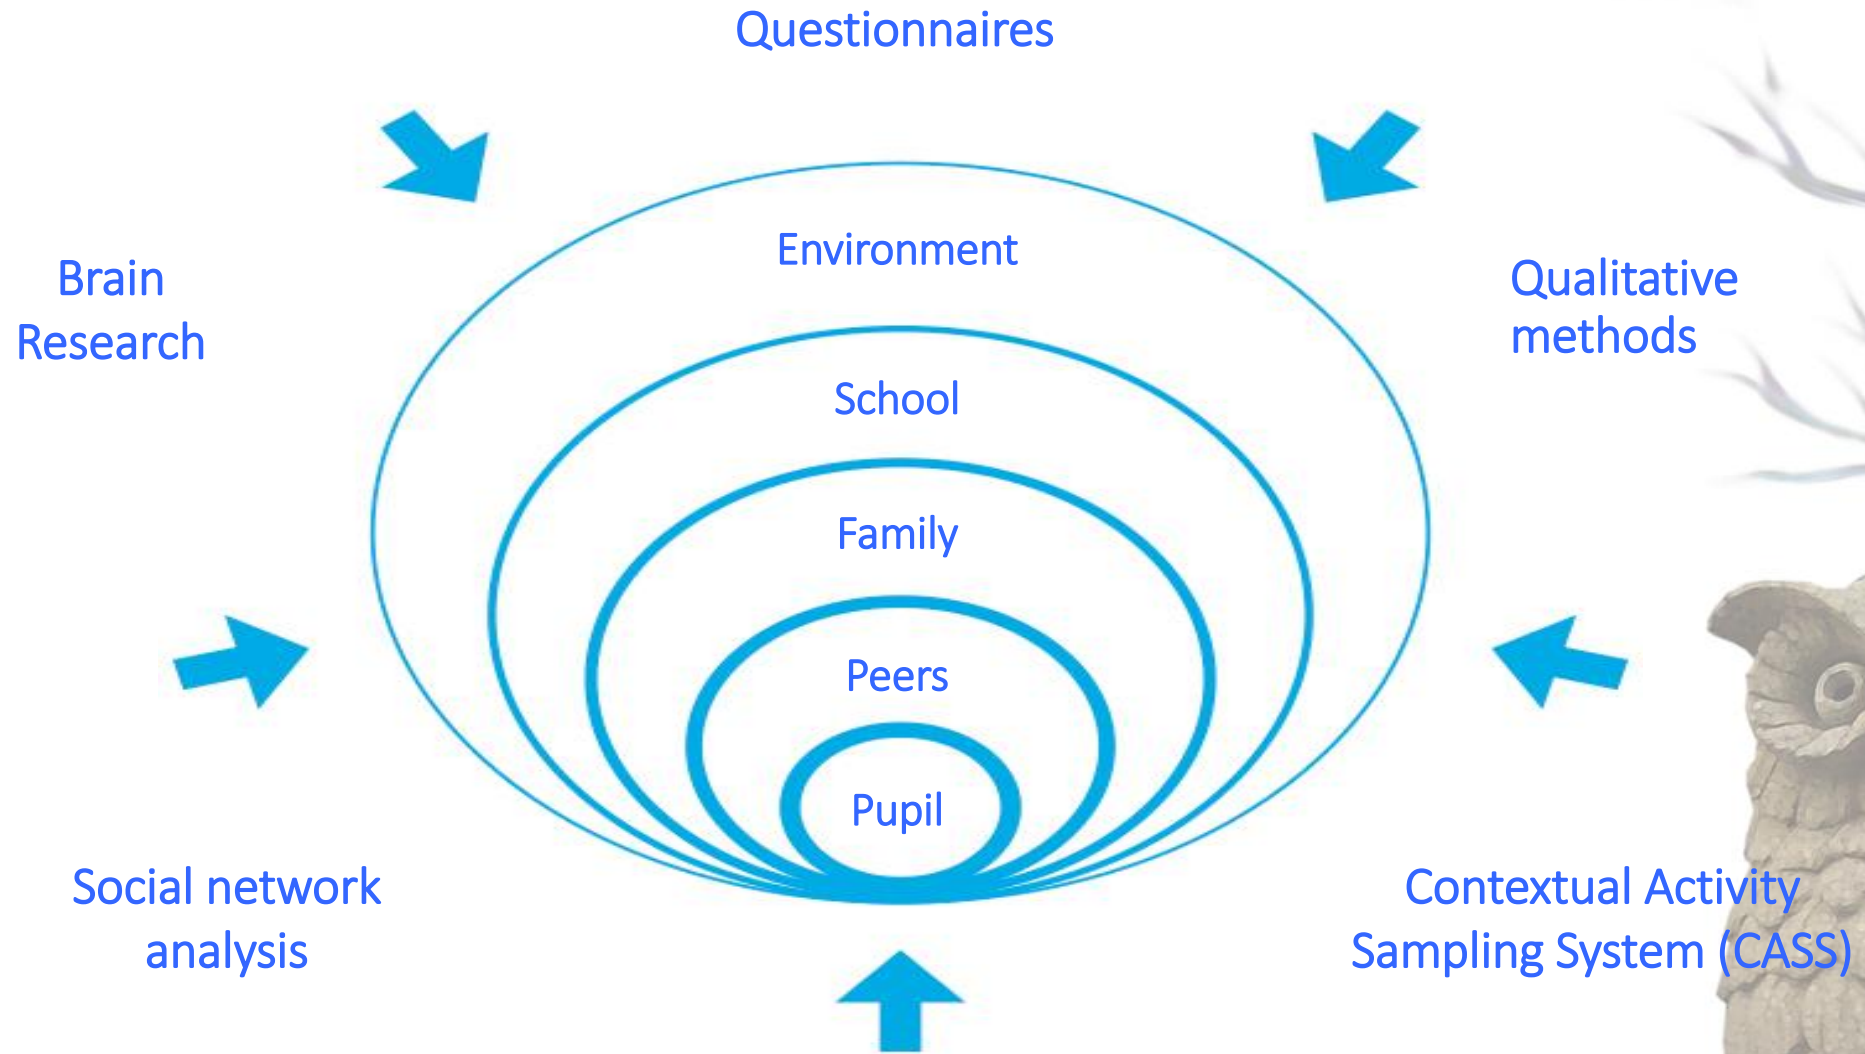 Questionnaires
Environment
Brain
Research
Qualitative
methods
School
Family
Peers
Pupil
Social network
analysis
Contextual Activity
Sampling System (CASS)